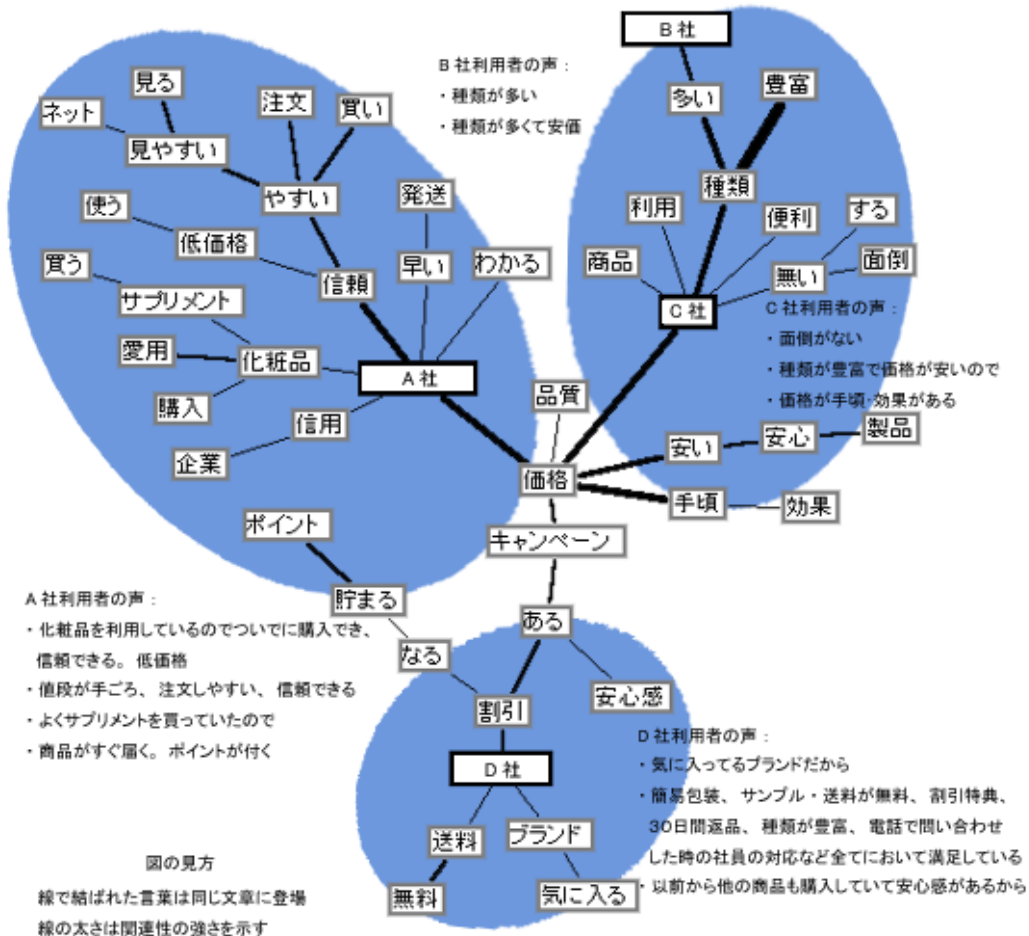 B社
B社利用者の声：
・種類が多い
・種類が多くて安価
見る
ネット
見やすい
注文
買い
やすい
発送
使う
低価格
信頼
早い
わかる
買う
サプリメント
愛用
化粧品
A社
購入
信用
企業
多い
豊富
種類
利用
便利
する
商品
無い
面倒
C社
C社利用者の声：
・面倒がない
・種類が豊富で価格が安いので
・価格が手頃・効果がある
品質
価格
安い
安心
製品
手頃
効果
ポイント
キャンペーン
貯まる
ある
なる
安心感
割引
A社利用者の声：
・化粧品を利用しているのでついでに購入でき、
信頼できる。低価格
・値段が手ごろ、注文しやすい、信頼できる
・よくサプリメントを買っていたので
・商品がすぐ届く。ポイントが付く
D社
D社利用者の声：
・気に入ってるブランドだから
・簡易包装、サンプル・送料が無料、割引特典、
30日間返品、種類が豊富、電話で問い合わせ
した時の社員の対応など全てにおいて満足している
・以前から他の商品も購入していて安心感があるから
送料
ブランド
無料
気に入る
図の見方
線で結ばれた言葉は同じ文章に登場
線の太さは関連性の強さを示す